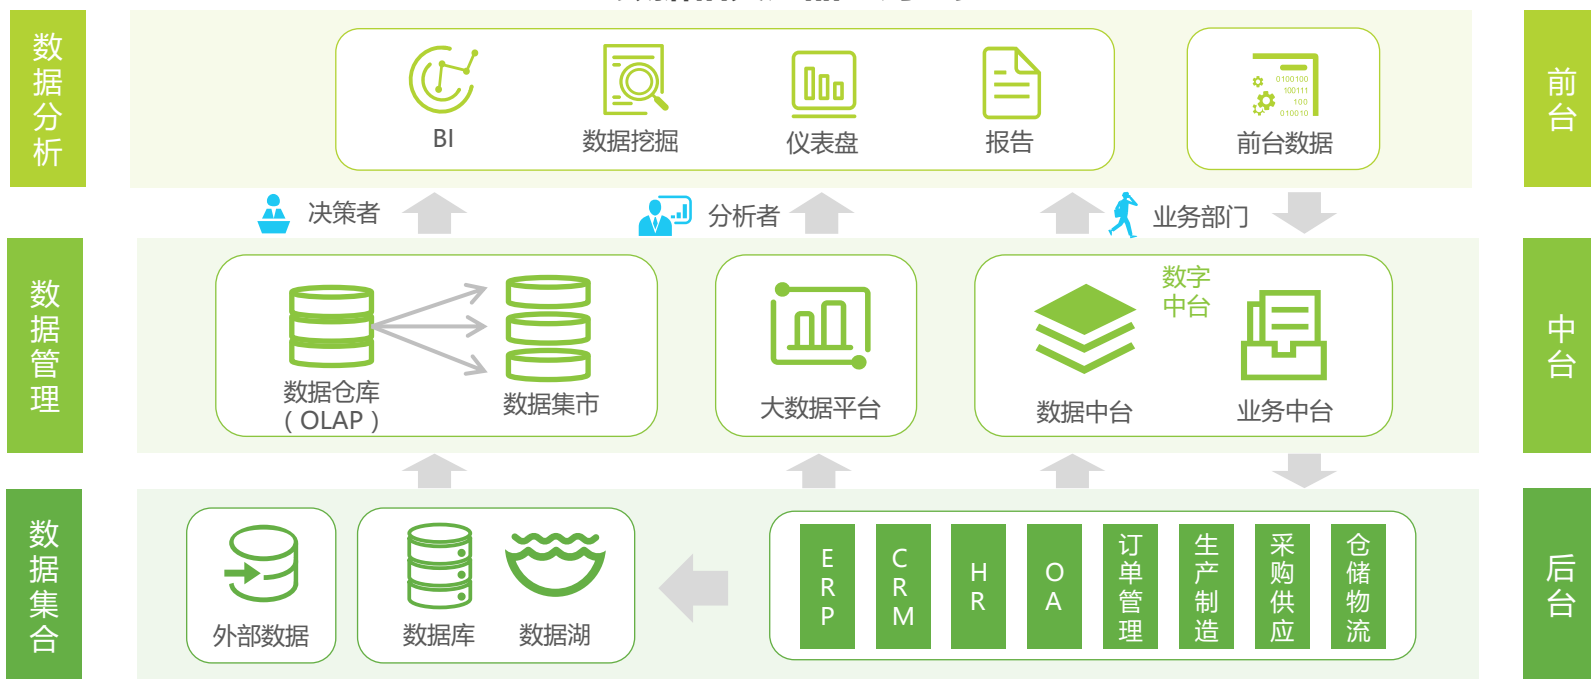 数据分析
BI
数据挖掘
仪表盘
报告
0100100
100111
100
010010
前台数据
前台
决策者
分析者
业务部门
数据管理
数据仓库
（OLAP）
数据集市
大数据平台
数字
中台
数据中台
业务中台
中台
数据集合
外部数据
数据库
数据湖
ERP
CRM
HR
OA
订单管理
生产制造
采购供应
仓储物流
后台